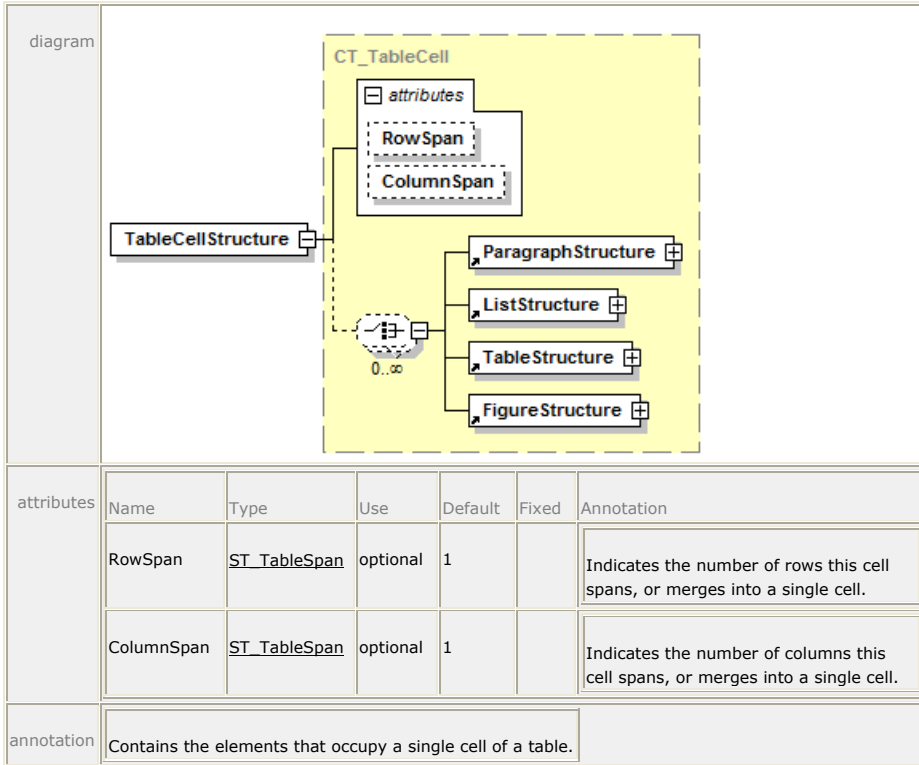 diagram
CT_TableCell
attributes
RowSpan
ColumnSpan
TableCellStructure
ParagraphStructure
ListStructure
0..∞
TableStructure
FigureStructure
attributes
Name Type Use Default Fixed Annotation
RowSpan ST_TableSpan optional 1 Indicates the number of rows this cell
spans, or merges into a single cell.
ColumnSpan ST_TableSpan optional 1 Indicates the number of columns this
cell spans, or merges into a single cell.
annotation
Contains the elements that occupy a single cell of a table.